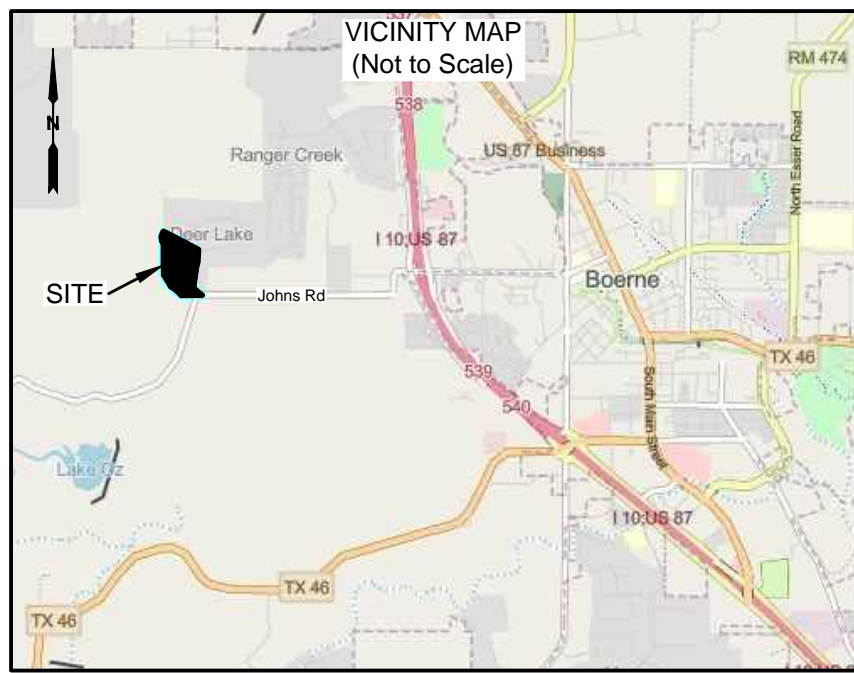 537
VICINITY MAP
(Not to Scale)
RM 474
538
N
US 87 Business
Ranger Creek
North Esser Road
Deer Lake
I 10;US 87
Boerne
SITE
Johns Rd
TX 46
539
South Main Street
540
Lake Oz
I 10;US 87
TX 46
TX 46